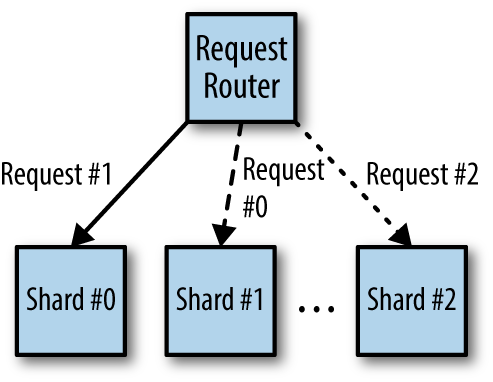 Request
Router
Request #1
Request
#0
Request #2
Shard #0
Shard #1
...
Shard #2